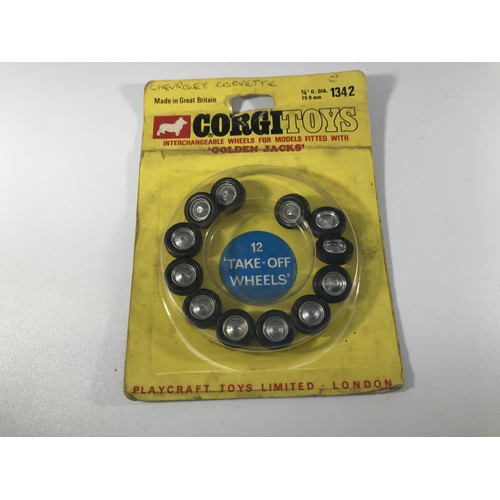 CHEVROLET CORVETTE
Made in Great Britain
⅝" O. DIA. 1342
15·9 mm
CORGI TOYS
INTERCHANGEABLE WHEELS FOR MODELS FITTED WITH
'GOLDEN JACKS'
12
'TAKE-OFF
WHEELS'
PLAYCRAFT TOYS LIMITED · LONDON